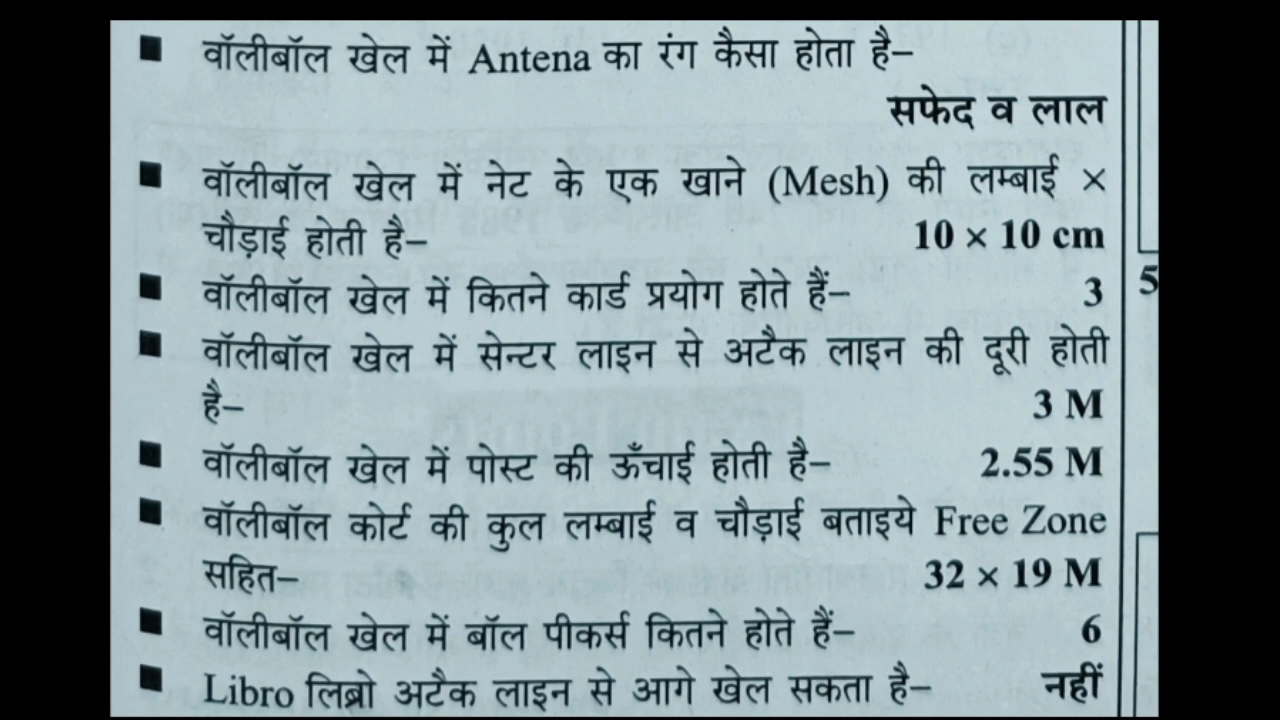 ■ वॉलीबॉल खेल में Antena का रंग कैसा होता है–
सफेद व लाल
■ वॉलीबॉल खेल में नेट के एक खाने (Mesh) की लम्बाई ×
चौड़ाई होती है– 10 × 10 cm
■ वॉलीबॉल खेल में कितने कार्ड प्रयोग होते हैं– 3
■ वॉलीबॉल खेल में सेन्टर लाइन से अटैक लाइन की दूरी होती
है– 3 M
■ वॉलीबॉल खेल में पोस्ट की ऊँचाई होती है– 2.55 M
■ वॉलीबॉल कोर्ट की कुल लम्बाई व चौड़ाई बताइये Free Zone
सहित– 32 × 19 M
■ वॉलीबॉल खेल में बॉल पीकर्स कितने होते हैं– 6
■ Libro लिब्रो अटैक लाइन से आगे खेल सकता है– नहीं
5